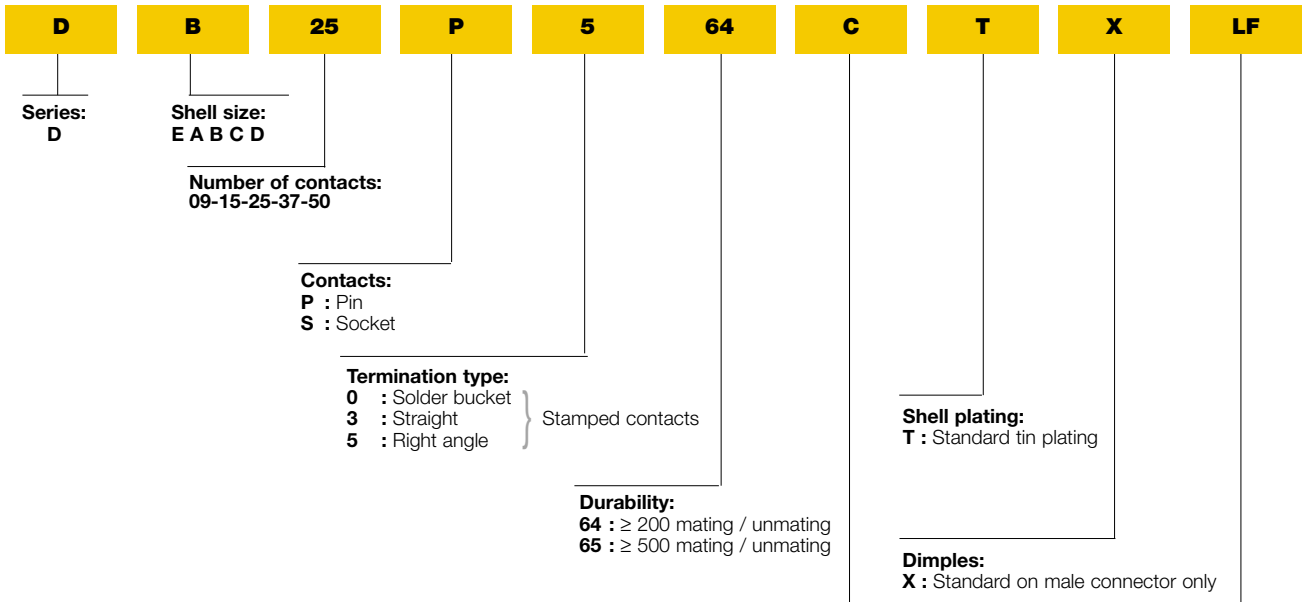 D B 25 P 5 64 C T X LF
Series:
D
Shell size:
E A B C D
Number of contacts:
09-15-25-37-50
Contacts:
P : Pin
S : Socket
Termination type:
0 : Solder bucket
3 : Straight
5 : Right angle
Stamped contacts
Shell plating:
T : Standard tin plating
Durability:
64 : ≥ 200 mating / unmating
65 : ≥ 500 mating / unmating
Dimples:
X : Standard on male connector only